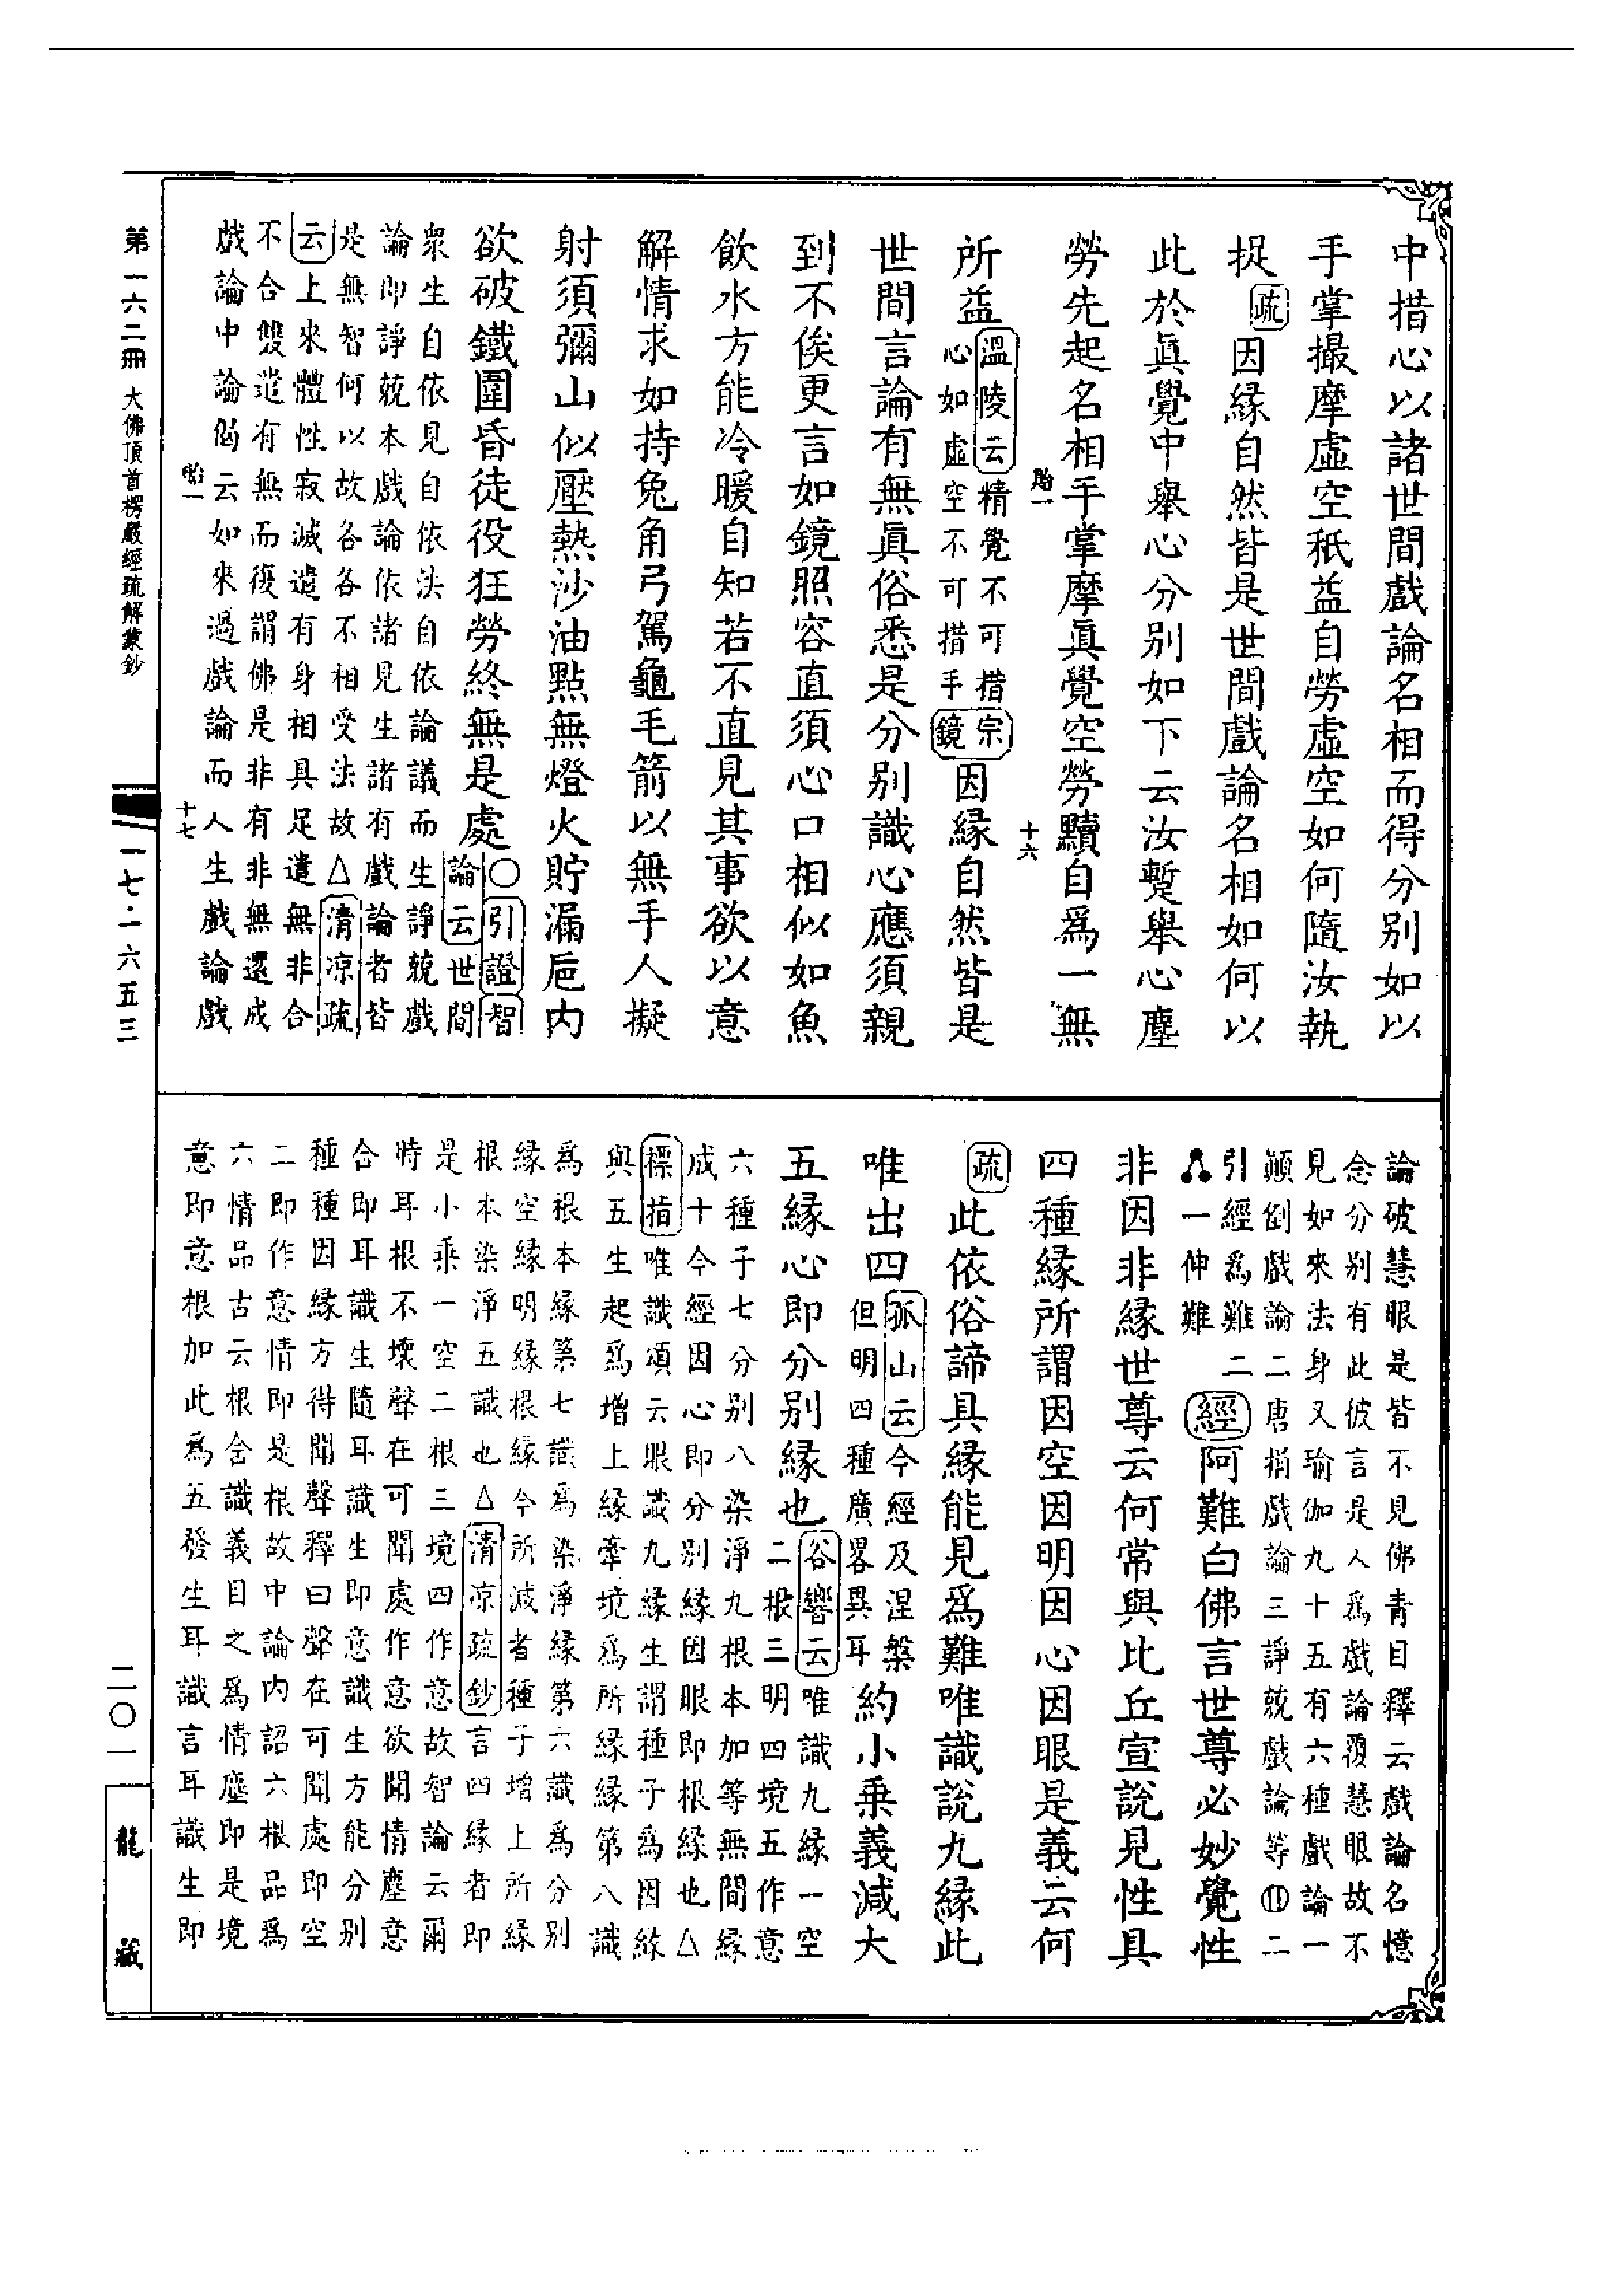 中措心以諸世間戲論名相而得分別如以
手掌撮摩虛空秖益自勞虛空如何隨汝執
捉疏因緣自然皆是世間戲論名相如何以
此於眞覺中舉心分別如下云汝蹔舉心塵
勞先起名相手掌摩眞覺空勞黷自爲一無
胎一
十六
所益溫陵云精覺不可措
心如虛空不可措手宗鏡因緣自然皆是
世間言論有無眞俗悉是分別識心應須親
到不俟更言如鏡照容直須心口相似如魚
飲水方能冷暖自知若不直見其事欲以意
解情求如持兔角弓駕龜毛箭以無手人擬
射須彌山似壓熱沙油點無燈火貯漏巵內
欲破鐵圍昏徒役狂勞終無是處○引證智
論云世間
衆生自依見自依法自依論議而生諍競戲
論即諍競本戲論依諸見生諸有戲論者皆
是無智何以故各各不相受法故△清凉疏
云上來體性寂滅遣有身相具足遣無非合
不合雙遣有無而復謂佛是非有非無還成
戲論中論偈云如來過戲論而人生戲論戲
胎一
十七
論破慧眼是皆不見佛青目釋云戲論名憶
念分別有此彼言是人爲戲論覆慧眼故不
見如來法身又瑜伽九十五有六種戲論一
顛倒戲論二唐捐戲論三諍競戲論等⑪二
引經爲難二
一伸難經阿難白佛言世尊必妙覺性
非因非緣世尊云何常與比丘宣說見性具
四種緣所謂因空因明因心因眼是義云何
疏此依俗諦具緣能見爲難唯識說九緣此
唯出四孤山云今經及涅槃
但明四種廣畧異耳約小乗義減大
五緣心即分別緣也谷響云唯識九緣一空
二根三明四境五作意
六種子七分別八染淨九根本加等無間緣
成十今經因心即分別緣因眼即根緣也△
標指唯識頌云眼識九緣生謂種子爲因緣
與五生起爲增上緣牽境爲所緣緣第八識
爲根本緣第七識爲染淨緣第六識爲分別
緣空緣明緣根緣今所減者種子增上所緣
根本染淨五識也△清凉疏鈔言四緣者即
是小乘一空二根三境四作意故智論云爾
時耳根不壞聲在可聞處作意欲聞情塵意
合即耳識生隨耳識生即意識生方能分別
種種因緣方得聞聲釋曰聲在可聞處即空
二即作意情即是根故中論內詔六根品爲
六情品古云根含識義目之爲情塵即是境
意即意根加此爲五發生耳識言耳識生即
第一六二冊　大佛頂首楞嚴經疏解蒙鈔
一七·一六五三
二〇一
龍藏